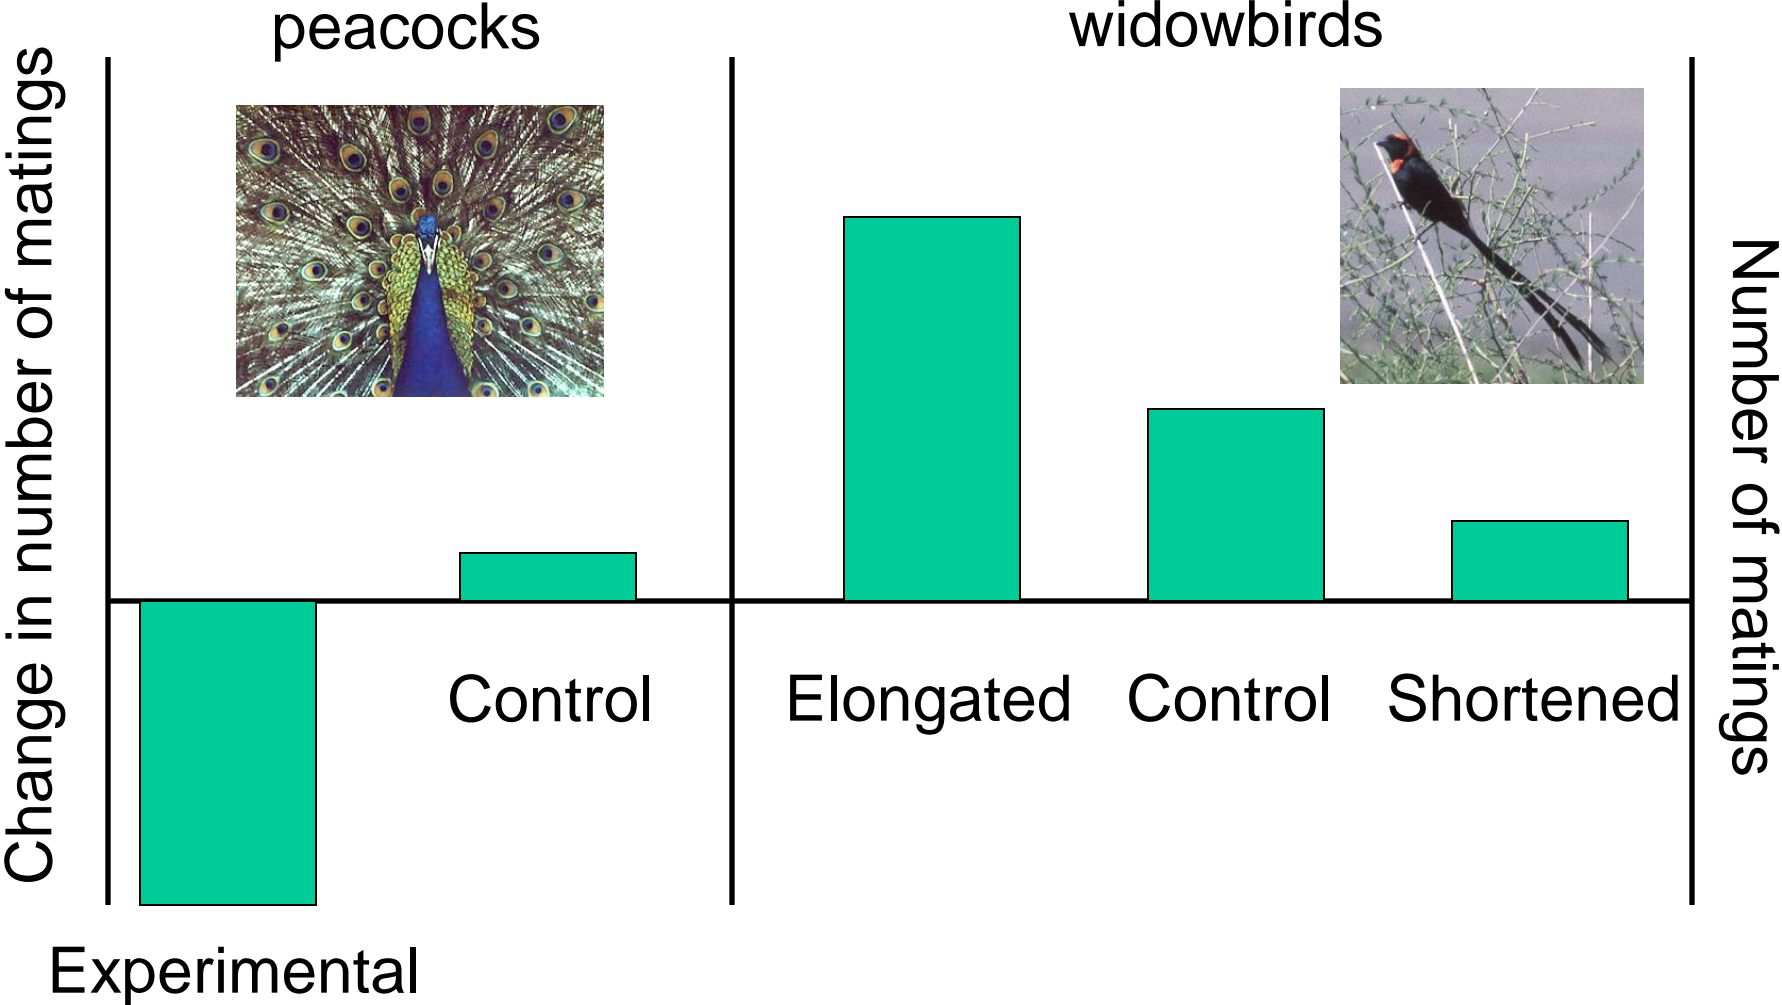 peacocks
widowbirds
Change in number of matings
Number of matings
Control
Elongated
Control
Shortened
Experimental